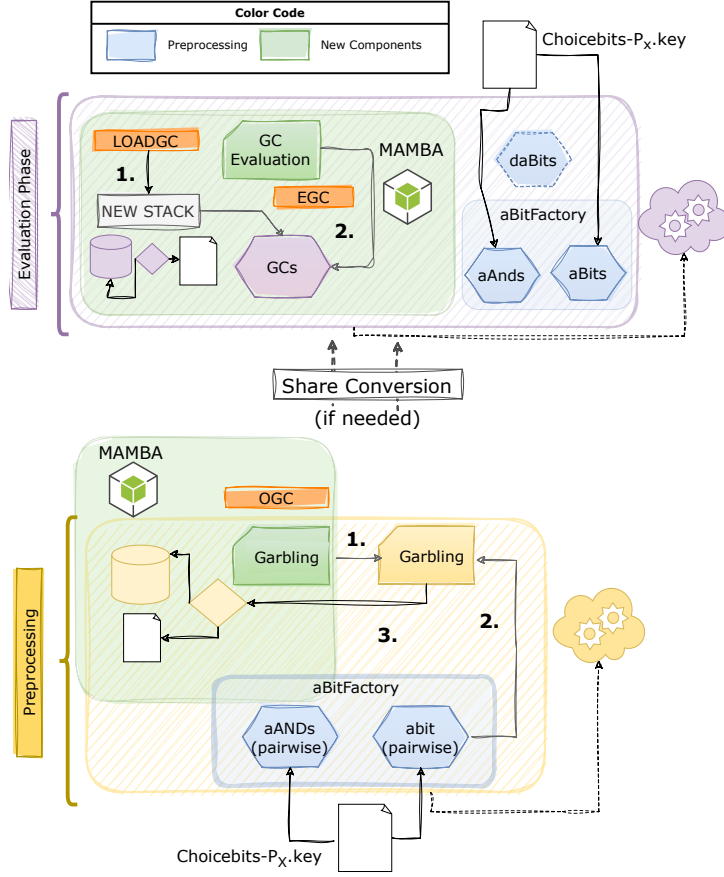 Color Code
Preprocessing
New Components
Choicebits-PX.key
Evaluation Phase
LOADGC
GC
Evaluation
MAMBA
daBits
1.
EGC
NEW STACK
2.
aBitFactory
GCs
aAnds
aBits
Share Conversion
(if needed)
MAMBA
OGC
Preprocessing
Garbling
1.
Garbling
3.
2.
aBitFactory
aANDs
(pairwise)
abit
(pairwise)
Choicebits-PX.key